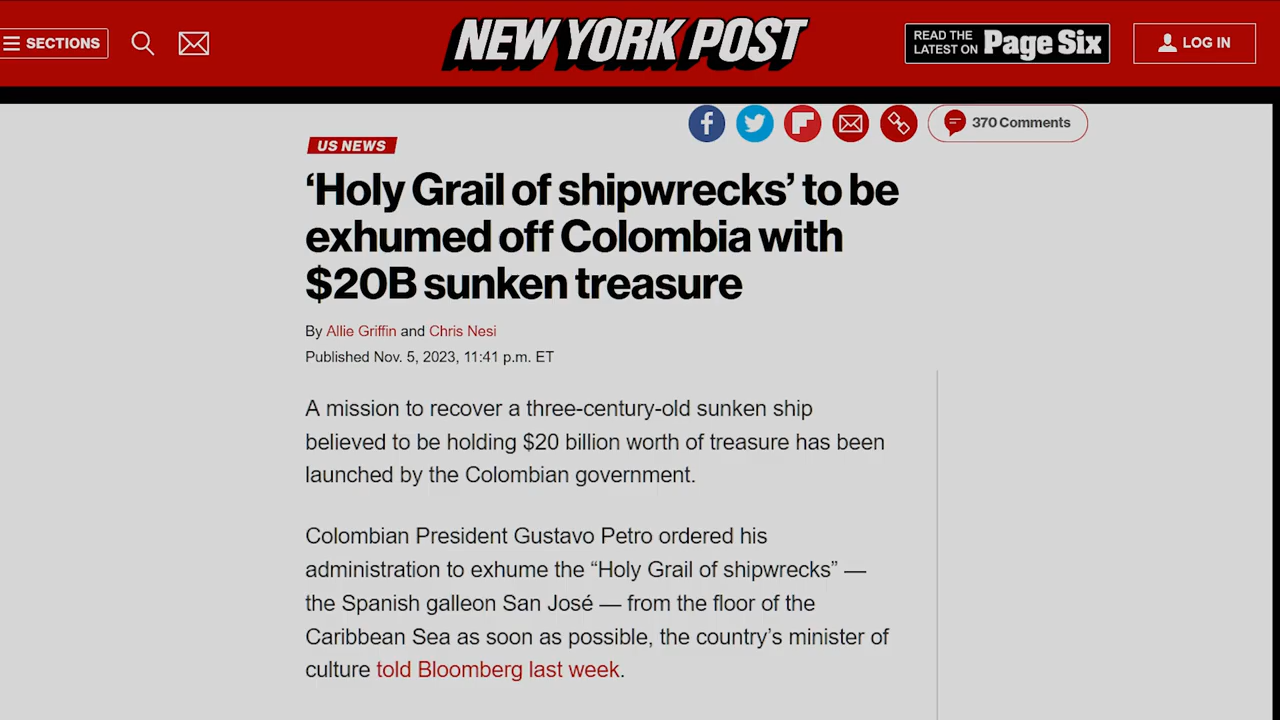 SECTIONS
NEW YORK POST
READ THE
LATEST ON
Page Six
LOG IN
370 Comments
US NEWS
‘Holy Grail of shipwrecks’ to be
exhumed off Colombia with
$20B sunken treasure
By Allie Griffin and Chris Nesi
Published Nov. 5, 2023, 11:41 p.m. ET
A mission to recover a three-century-old sunken ship
believed to be holding $20 billion worth of treasure has been
launched by the Colombian government.
Colombian President Gustavo Petro ordered his
administration to exhume the “Holy Grail of shipwrecks” —
the Spanish galleon San José — from the floor of the
Caribbean Sea as soon as possible, the country’s minister of
culture told Bloomberg last week.